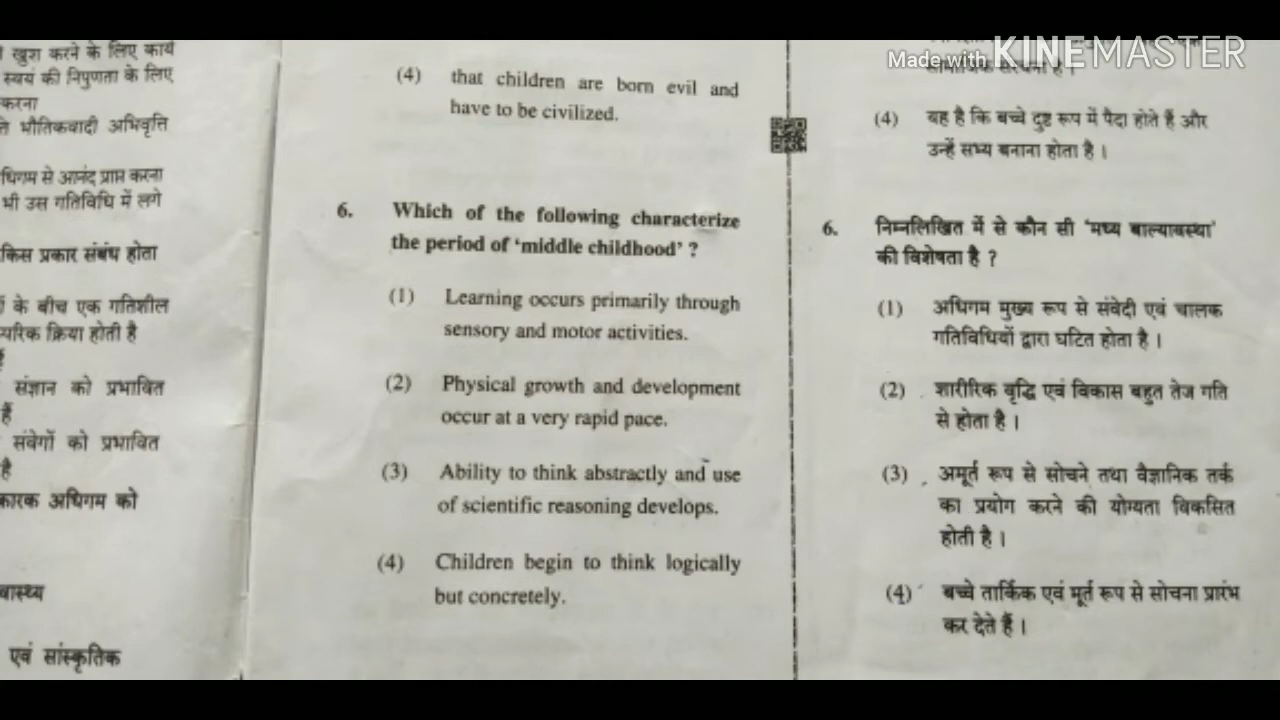 Made with KINEMASTER
खुश करने के लिए कार्य
स्वयं की निपुणता के लिए
करना
भौतिकवादी अभिवृत्ति
से आनंद प्राप्त करना
भी उस गतिविधि में लगे
किस प्रकार संबंध होता
के बीच एक गतिशील
क्रिया होती है
संज्ञान को प्रभावित
हैं
संवेगों को प्रभावित
है
कारक अधिगम को
एवं सांस्कृतिक
(4) that children are born evil and
have to be civilized.
6. Which of the following characterize
the period of ‘middle childhood’ ?
(1) Learning occurs primarily through
sensory and motor activities.
(2) Physical growth and development
occur at a very rapid pace.
(3) Ability to think abstractly and use
of scientific reasoning develops.
(4) Children begin to think logically
but concretely.
(4) यह है कि बच्चे दुष्ट रूप में पैदा होते हैं और
उन्हें सभ्य बनाना होता है ।
6. निम्नलिखित में से कौन सी ‘मध्य बाल्यावस्था’
की विशेषता है ?
(1) अधिगम मुख्य रूप से संवेदी एवं चालक
गतिविधियों द्वारा घटित होता है ।
(2) शारीरिक वृद्धि एवं विकास बहुत तेज गति
से होता है ।
(3) अमूर्त रूप से सोचने तथा वैज्ञानिक तर्क
का प्रयोग करने की योग्यता विकसित
होती है ।
(4) बच्चे तार्किक एवं मूर्त रूप से सोचना प्रारंभ
कर देते हैं ।